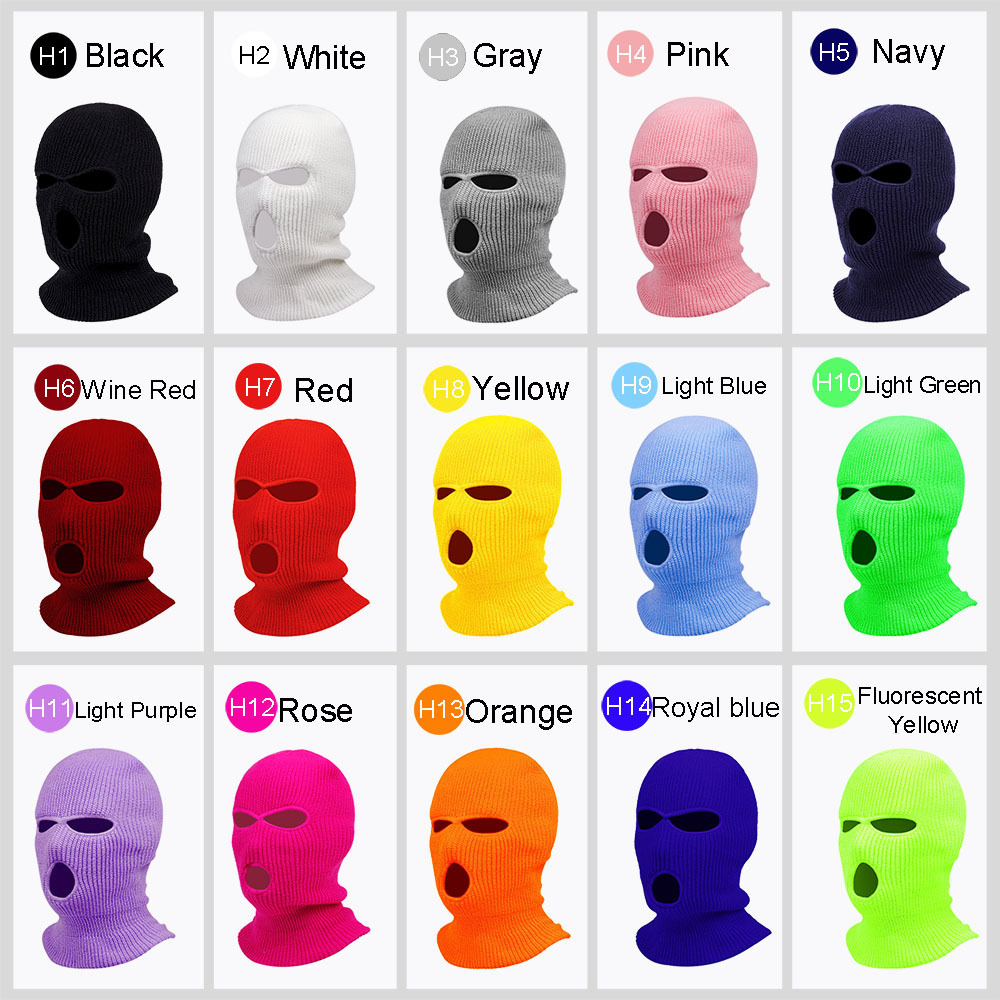 H1 Black
H2 White
H3 Gray
H4 Pink
H5 Navy
H6 Wine Red
H7 Red
H8 Yellow
H9 Light Blue
H10 Light Green
H11 Light Purple
H12 Rose
H13 Orange
H14 Royal blue
H15 Fluorescent
Yellow